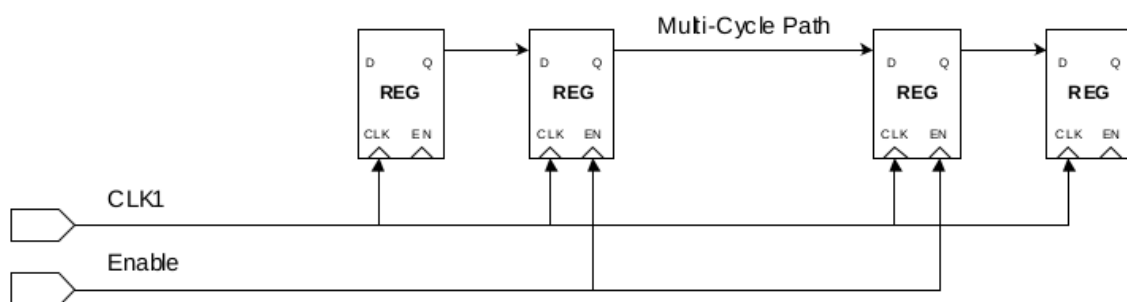 Multi-Cycle Path
D Q
REG
CLK EN
D Q
REG
CLK EN
D Q
REG
CLK EN
D Q
REG
CLK EN
CLK1
Enable